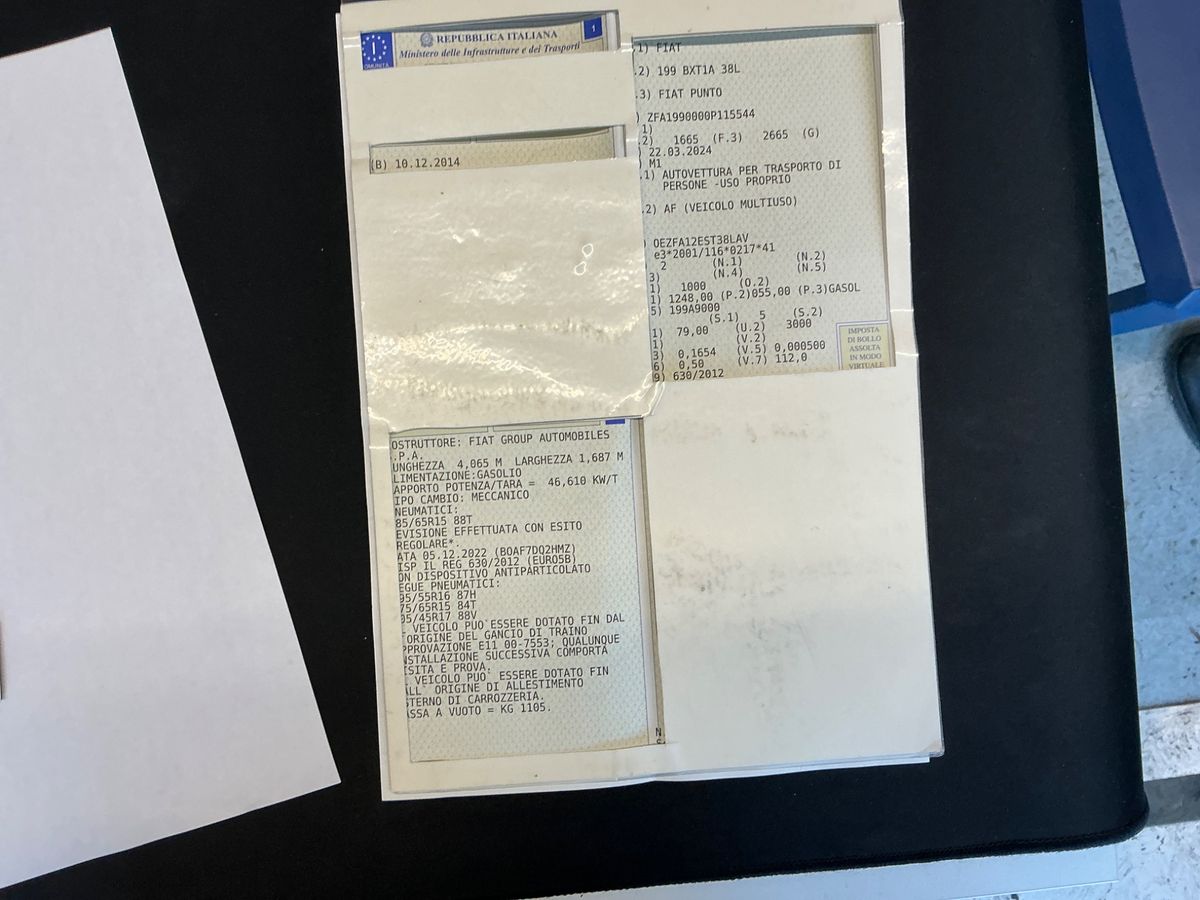 REPUBBLICA ITALIANA
1
I
Ministero delle Infrastrutture e dei Trasporti
(B) 10.12.2014
.1) FIAT
.2) 199 BXT1A 38L
.3) FIAT PUNTO
) ZFA1990000P115544
1)
2) 1665 (F.3) 2665 (G)
) 22.03.2024
) M1
.1) AUTOVETTURA PER TRASPORTO DI
PERSONE -USO PROPRIO
.2) AF (VEICOLO MULTIUSO)
) OEZFA12EST38LAV
e3*2001/116*0217*41
) 2 (N.1) (N.2)
3) (N.4) (N.5)
1) 1000 (O.2)
1) 1248,00 (P.2)055,00 (P.3)GASOL
5) 199A9000
(S.1) 5 (S.2)
1) 79,00 (U.2) 3000
1) (V.2)
3) 0,1654 (V.5) 0,000500
6) 0,50 (V.7) 112,0
9) 630/2012
IMPOSTA
DI BOLLO
ASSOLTA
IN MODO
VIRTUALE
OSTRUTTORE: FIAT GROUP AUTOMOBILES
.P.A.
UNGHEZZA 4,065 M LARGHEZZA 1,687 M
LIMENTAZIONE:GASOLIO
APPORTO POTENZA/TARA = 46,610 KW/T
IPO CAMBIO: MECCANICO
NEUMATICI:
85/65R15 88T
EVISIONE EFFETTUATA CON ESITO
REGOLARE*.
ATA 05.12.2022 (BOAF7DQ2HMZ)
ISP IL REG 630/2012 (EURO5B)
ON DISPOSITIVO ANTIPARTICOLATO
EGUE PNEUMATICI:
95/55R16 87H
75/65R15 84T
05/45R17 88V
VEICOLO PUO`ESSERE DOTATO FIN DAL
ORIGINE DEL GANCIO DI TRAINO
PPROVAZIONE E11 00-7553; QUALUNQUE
NSTALLAZIONE SUCCESSIVA COMPORTA
ISITA E PROVA.
L VEICOLO PUO` ESSERE DOTATO FIN
ALL` ORIGINE DI ALLESTIMENTO
STERNO DI CARROZZERIA.
ASSA A VUOTO = KG 1105.